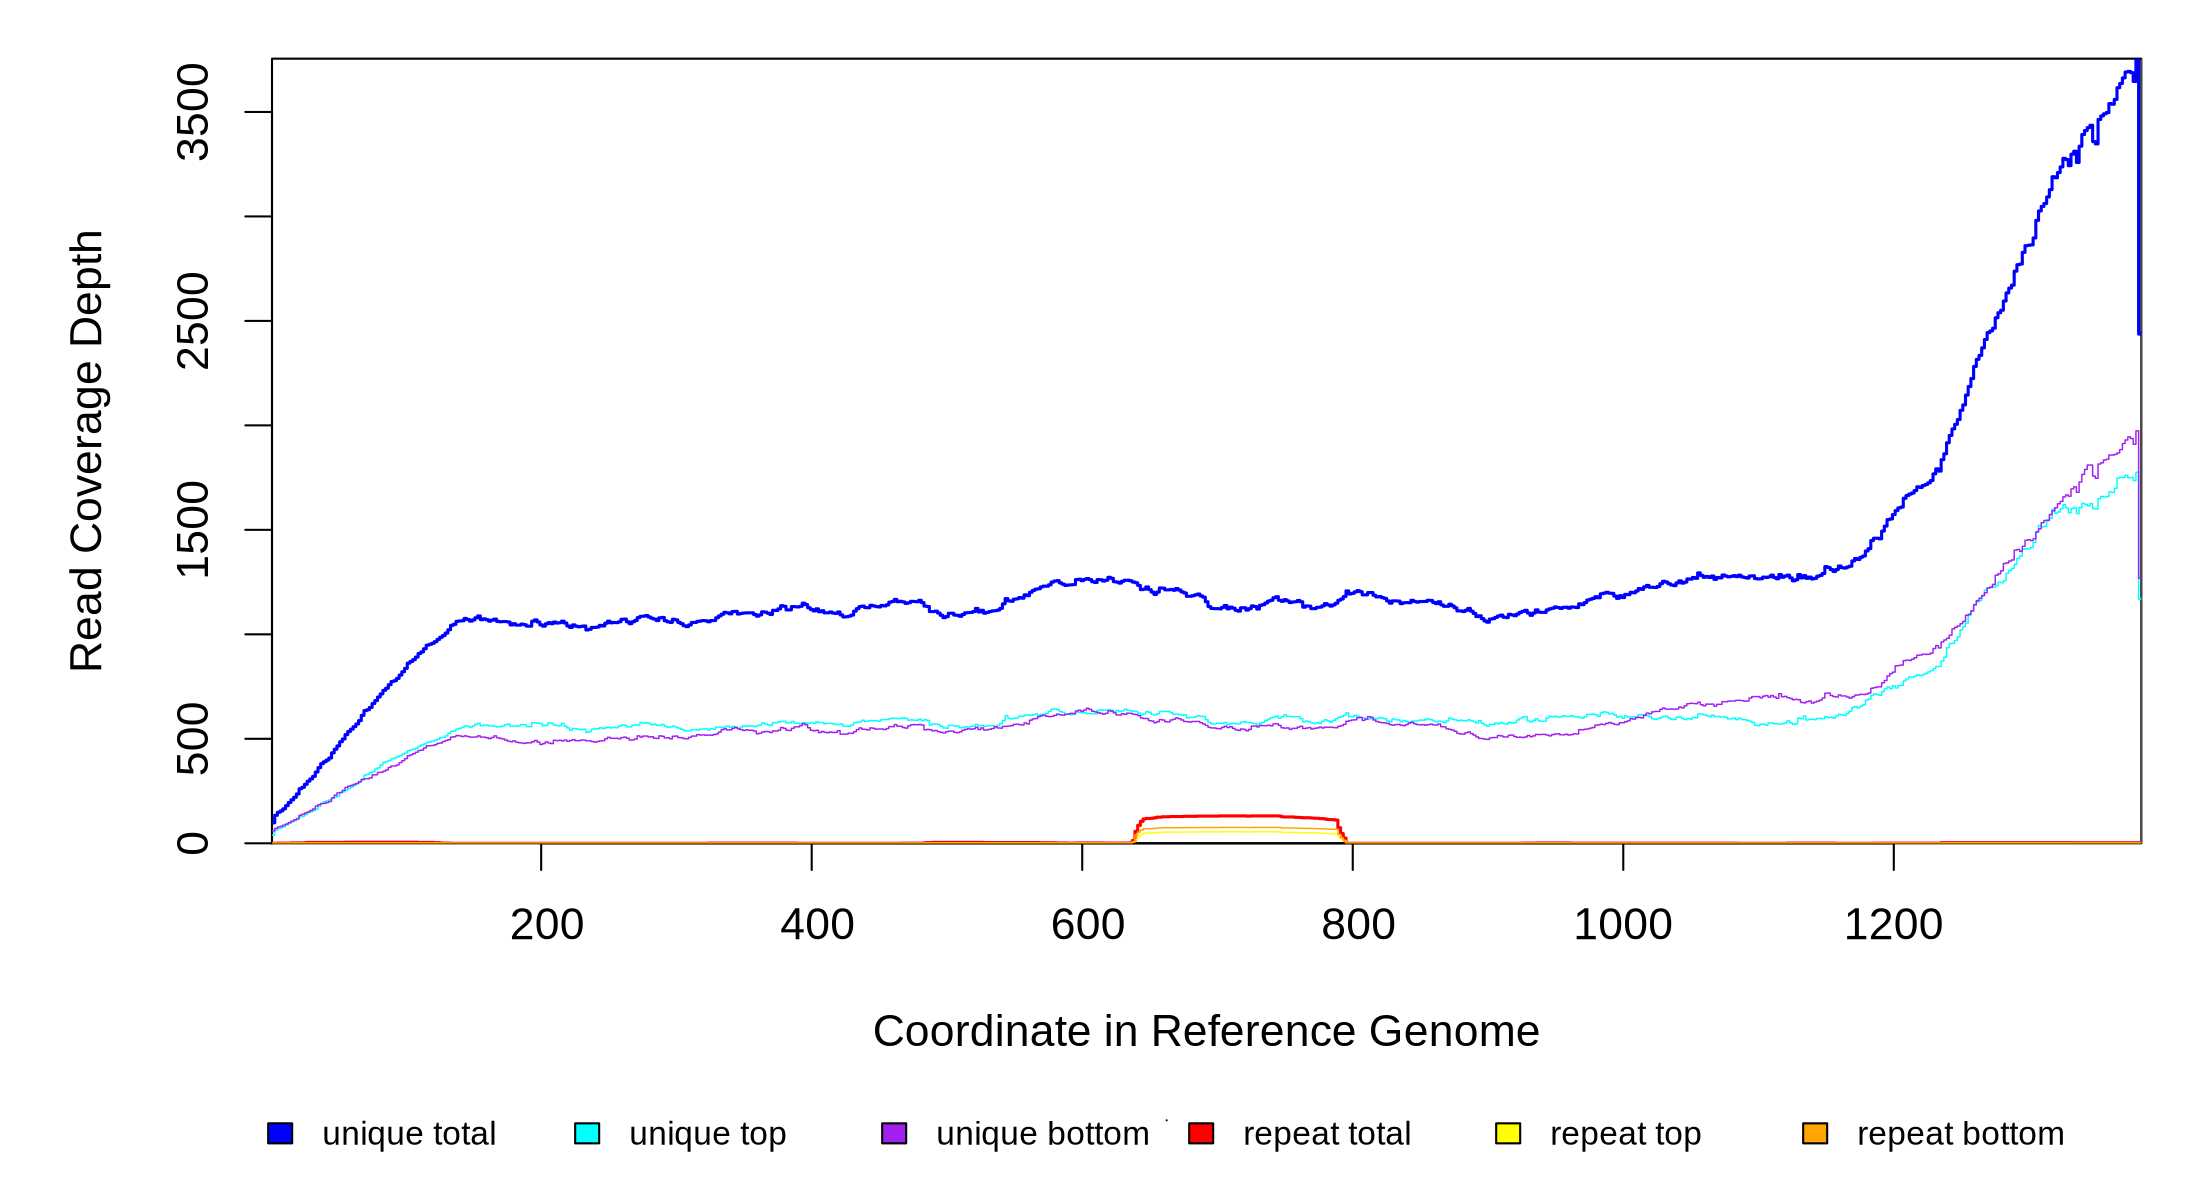 3500
2500
1500
500
0
Read Coverage Depth
200 400 600 800 1000 1200
Coordinate in Reference Genome
unique total unique top unique bottom repeat total repeat top repeat bottom